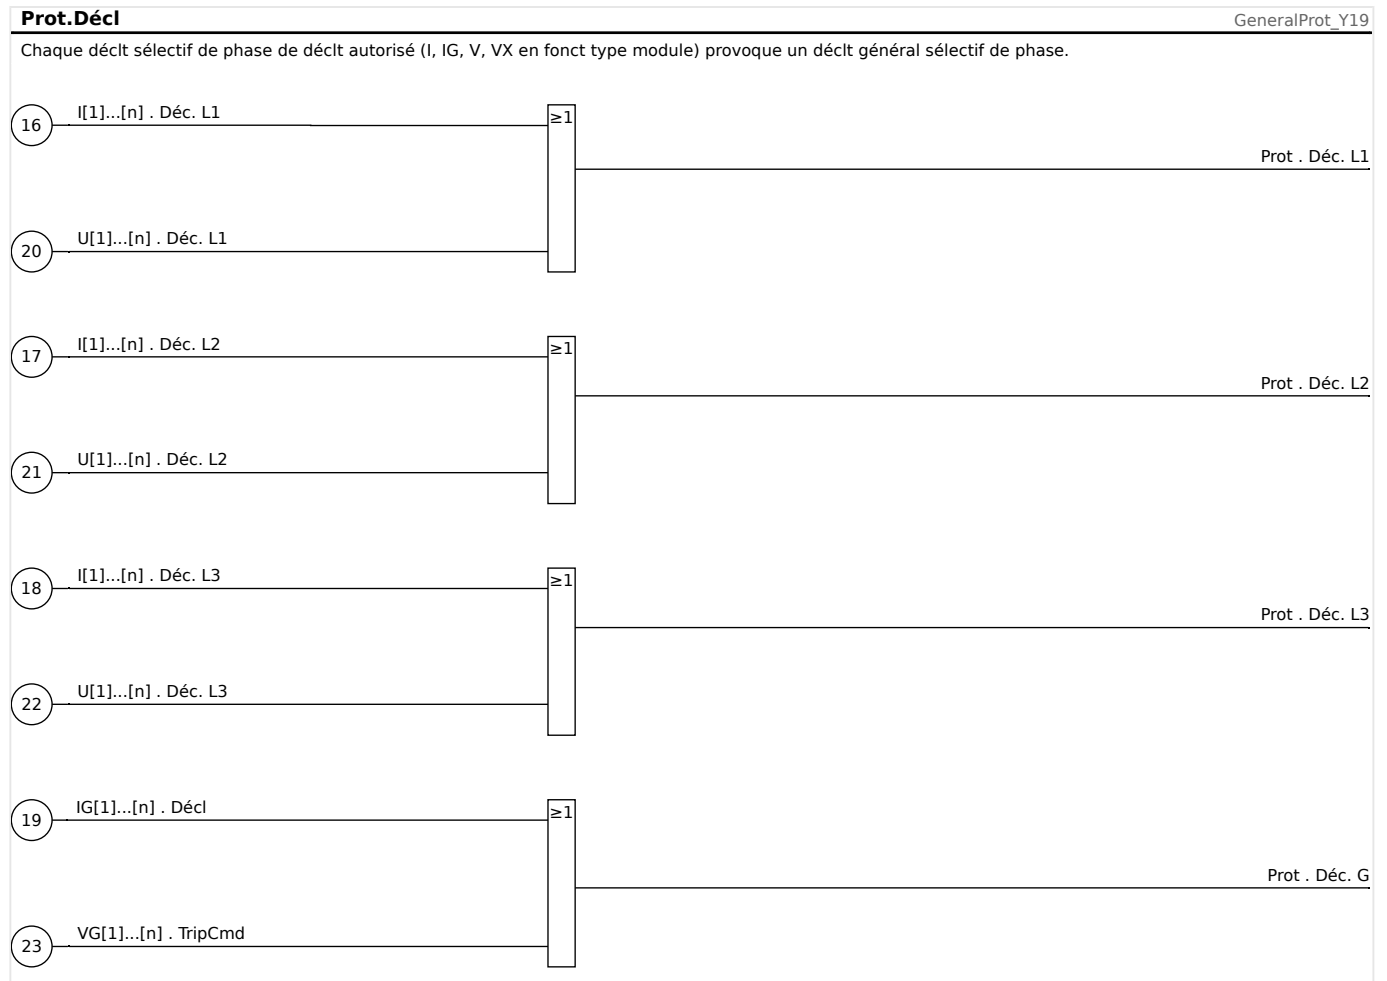 Prot.Décl
GeneralProt_Y19
Chaque déclt sélectif de phase de déclt autorisé (I, IG, V, VX en fonct type module) provoque un déclt général sélectif de phase.
16
I[1]...[n] . Déc. L1
≥1
Prot . Déc. L1
20
U[1]...[n] . Déc. L1
17
I[1]...[n] . Déc. L2
≥1
Prot . Déc. L2
21
U[1]...[n] . Déc. L2
18
I[1]...[n] . Déc. L3
≥1
Prot . Déc. L3
22
U[1]...[n] . Déc. L3
19
IG[1]...[n] . Décl
≥1
Prot . Déc. G
23
VG[1]...[n] . TripCmd